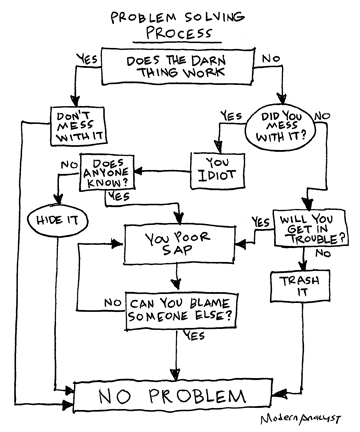 PROBLEM SOLVING
PROCESS
YES
DOES THE DARN
THING WORK
NO
DON'T
MESS
WITH IT
YES
DID YOU
MESS
WITH IT?
NO
NO
DOES
ANYONE
KNOW?
YES
YOU
IDIOT
HIDE IT
YOU POOR
SAP
YES
WILL YOU
GET IN
TROUBLE?
NO
TRASH
IT
NO
CAN YOU BLAME
SOMEONE ELSE?
YES
NO PROBLEM
Modern Analyst